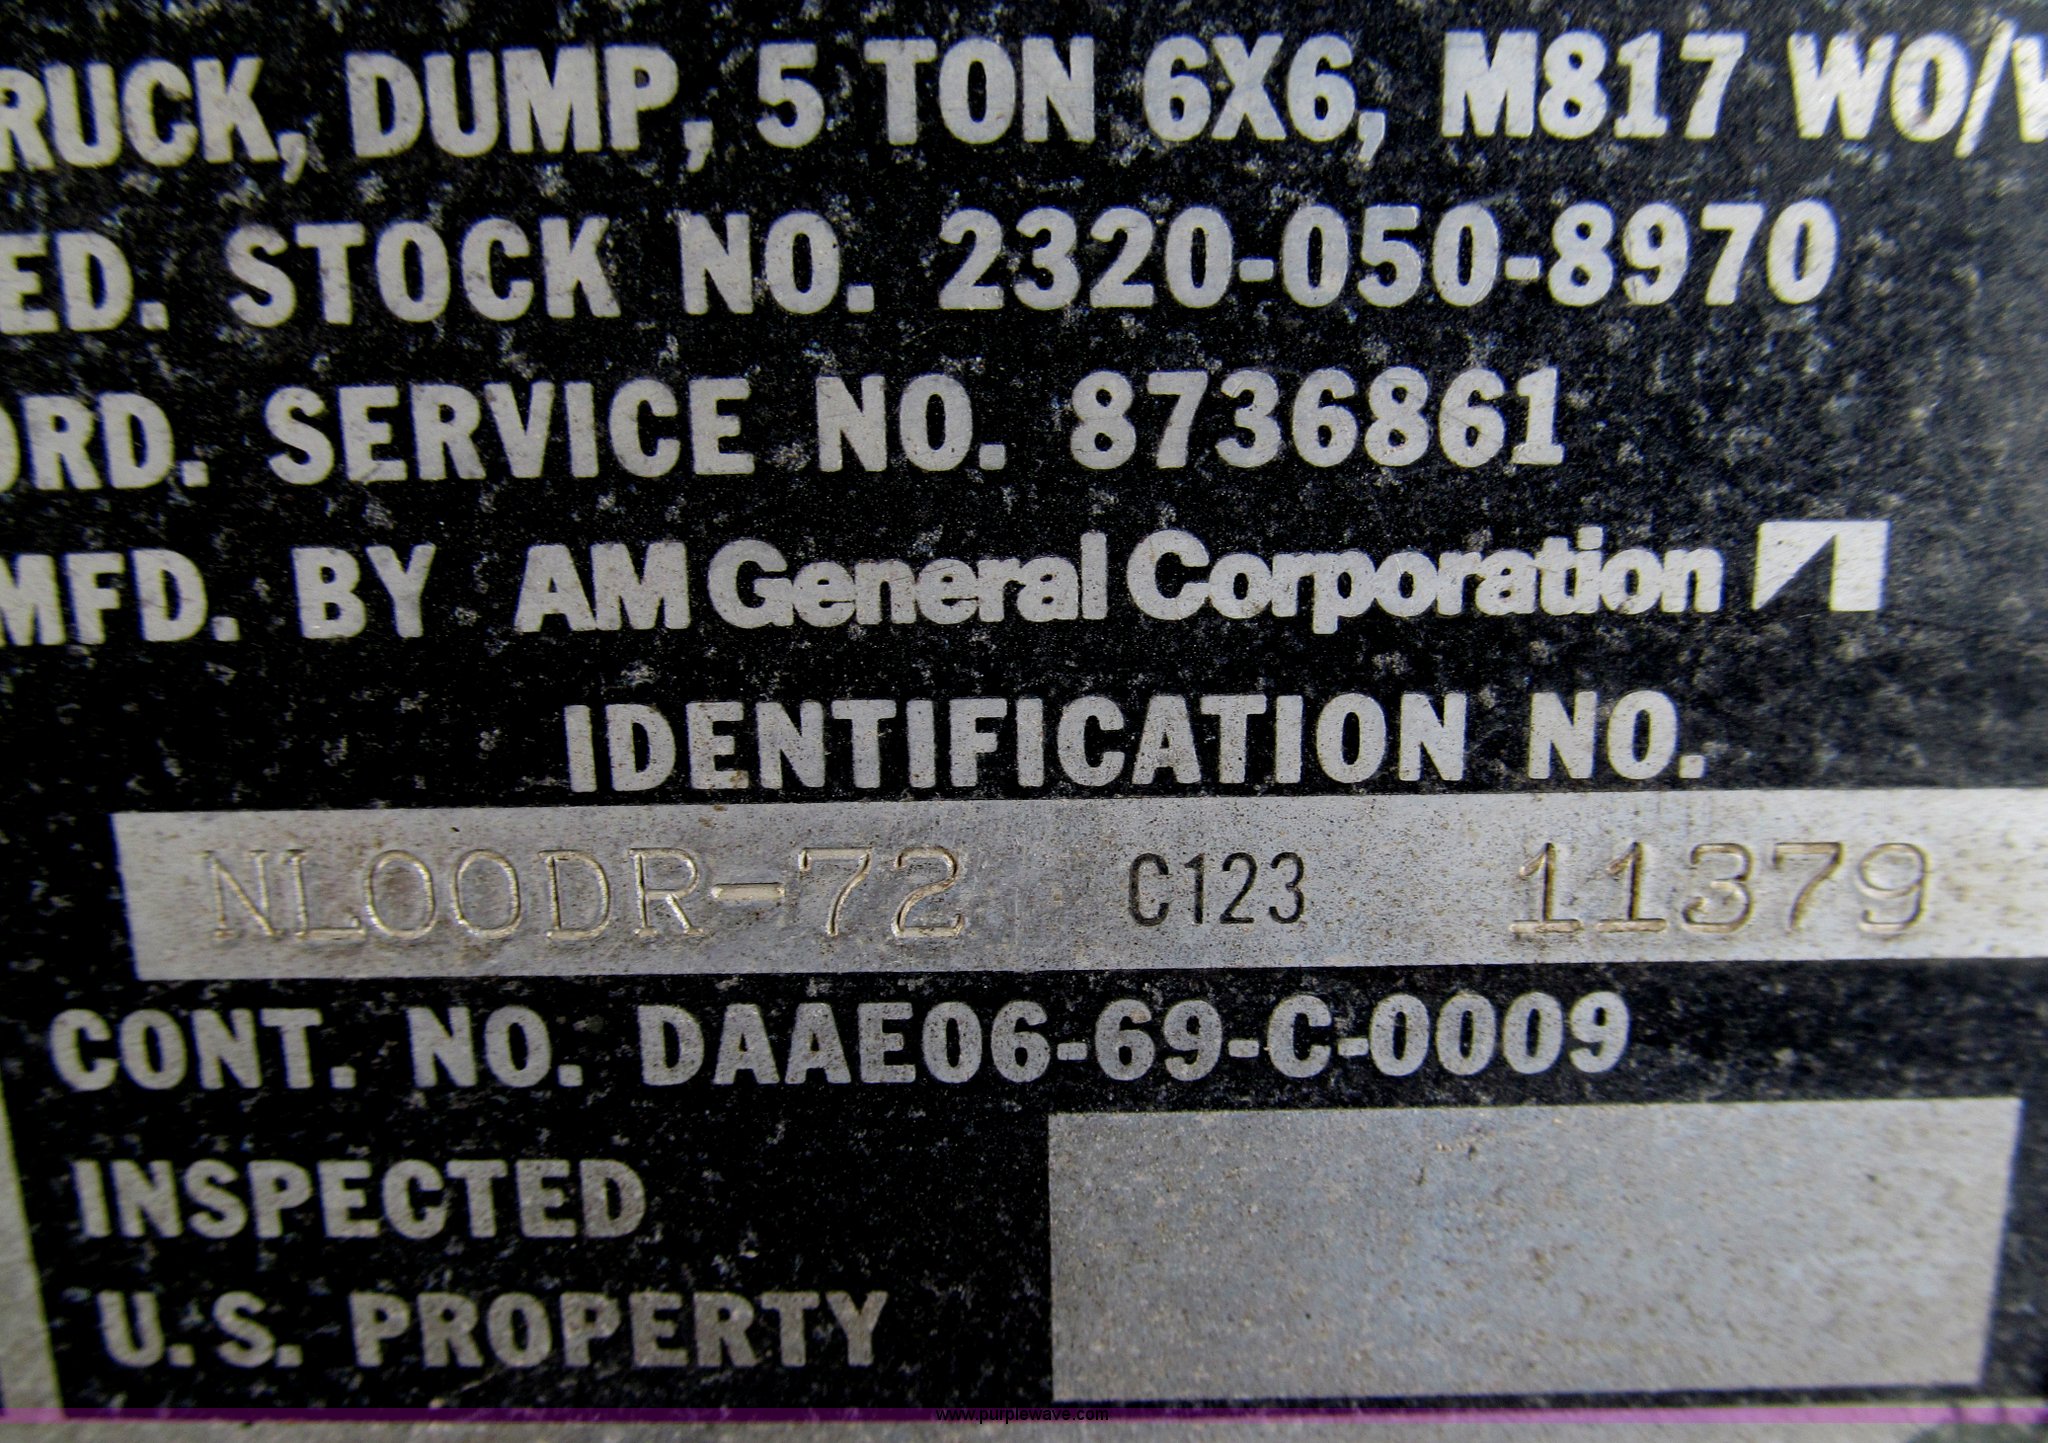 RUCK, DUMP, 5 TON 6X6, M817 WO/W
ED. STOCK NO. 2320-050-8970
ORD. SERVICE NO. 8736861
MFD. BY AM General Corporation
IDENTIFICATION NO.
NL00DR-72 C123 11379
CONT. NO. DAAE06-69-C-0009
INSPECTED
U.S. PROPERTY
www.purplewave.com